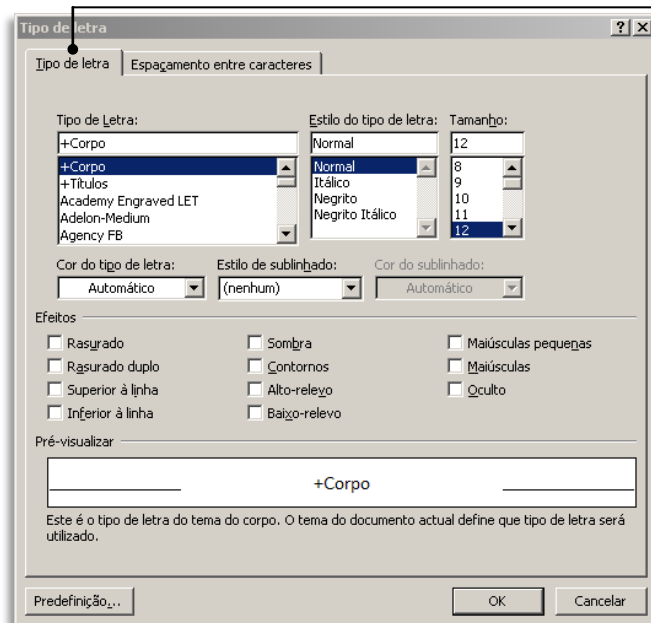 Tipo de letra
Tipo de letra Espaçamento entre caracteres
Tipo de Letra: Estilo do tipo de letra: Tamanho:
+Corpo Normal 12
+Corpo Normal 8
+Títulos Itálico 9
Academy Engraved LET Negrito 10
Adelon-Medium Negrito Itálico 11
Agency FB 12
Cor do tipo de letra: Estilo de sublinhado: Cor do sublinhado:
Automático (nenhum) Automático
Efeitos
Rasurado Sombra Maiúsculas pequenas
Rasurado duplo Contornos Maiúsculas
Superior à linha Alto-relevo Oculto
Inferior à linha Baixo-relevo
Pré-visualizar
+Corpo
Este é o tipo de letra do tema do corpo. O tema do documento actual define que tipo de letra será
utilizado.
Predefinição... OK Cancelar